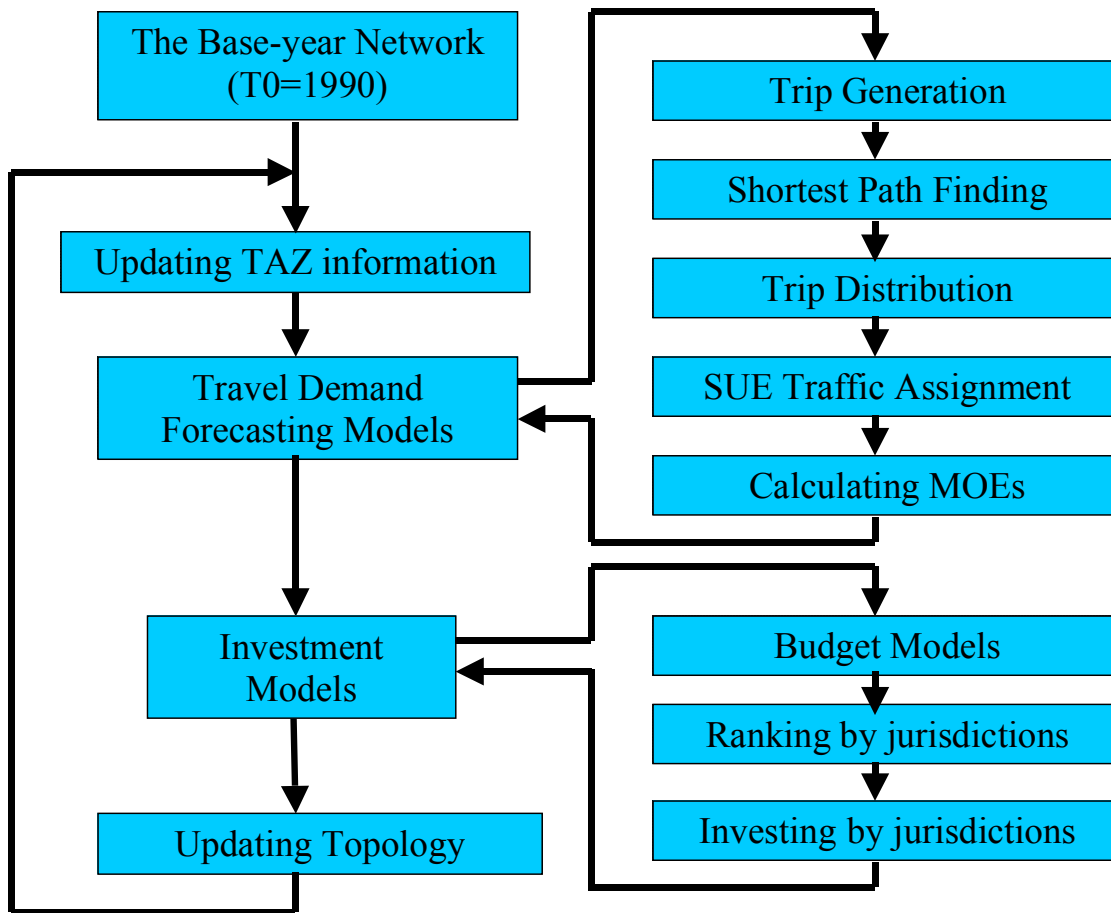 The Base-year Network
(T0=1990)
Updating TAZ information
Travel Demand
Forecasting Models
Investment
Models
Updating Topology
Trip Generation
Shortest Path Finding
Trip Distribution
SUE Traffic Assignment
Calculating MOEs
Budget Models
Ranking by jurisdictions
Investing by jurisdictions